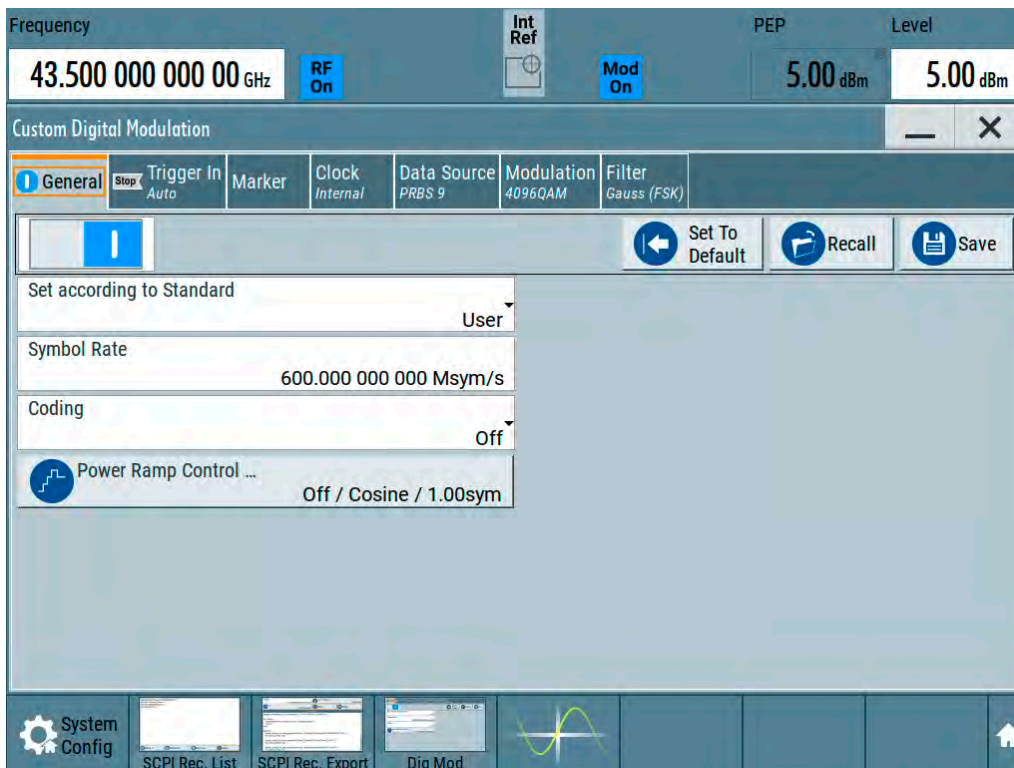 Frequency
Int
Ref
PEP
Level
43.500 000 000 00 GHz
RF
On
Mod
On
5.00 dBm
5.00 dBm
Custom Digital Modulation
General
Stop
Trigger In
Auto
Marker
Clock
Internal
Data Source
PRBS 9
Modulation
4096QAM
Filter
Gauss (FSK)
Set To
Default
Recall
Save
Set according to Standard
User
Symbol Rate
600.000 000 000 Msym/s
Coding
Off
Power Ramp Control ...
Off / Cosine / 1.00sym
System
Config
SCPI Rec. List
SCPI Rec. Export
Dig Mod